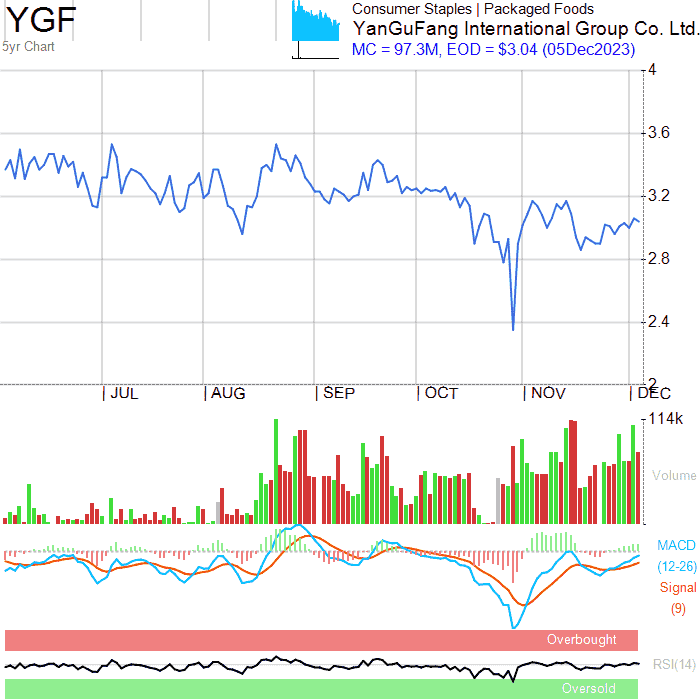 YGF
5yr Chart
Consumer Staples | Packaged Foods
YanGuFang International Group Co. Ltd.
MC = 97.3M, EOD = $3.04 (05Dec2023)
4
3.6
3.2
2.8
2.4
2
| JUL | AUG | SEP | OCT | NOV | DEC
114k
Volume
MACD
(12-26)
Signal
(9)
Overbought
RSI(14)
Oversold